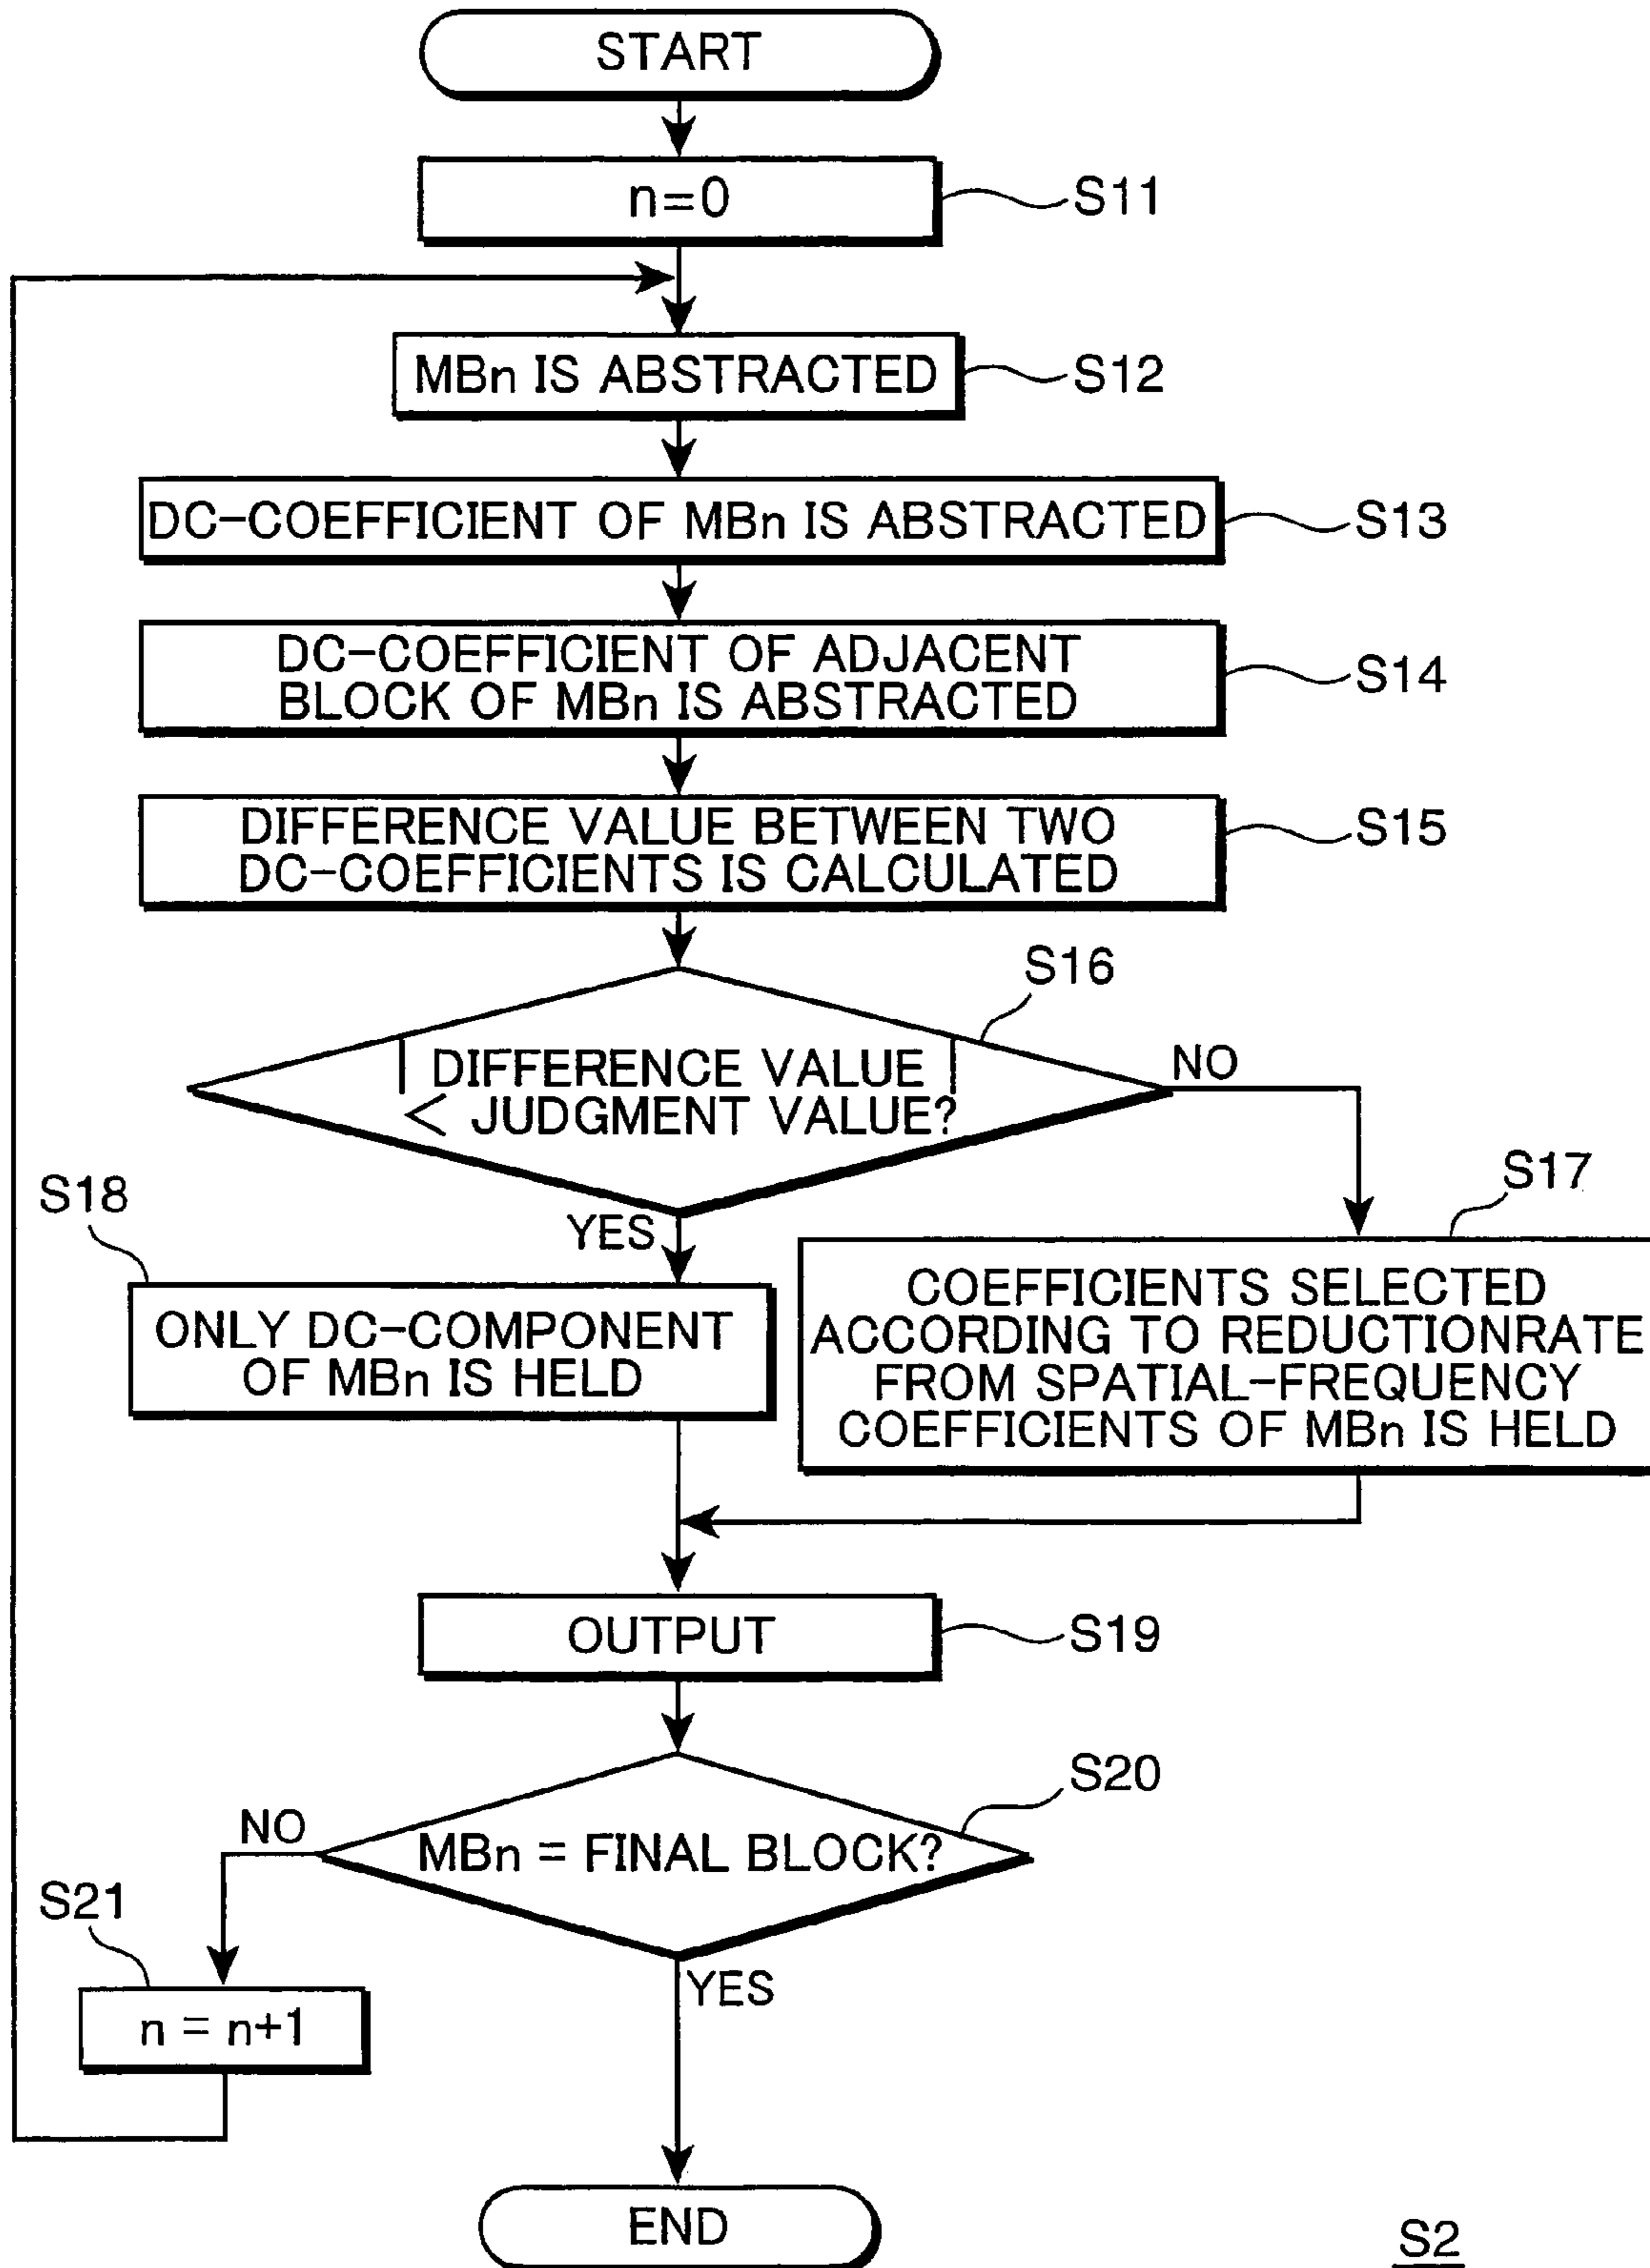 START
n=0
S11
MBn IS ABSTRACTED
S12
DC-COEFFICIENT OF MBn IS ABSTRACTED
S13
DC-COEFFICIENT OF ADJACENT
BLOCK OF MBn IS ABSTRACTED
S14
DIFFERENCE VALUE BETWEEN TWO
DC-COEFFICIENTS IS CALCULATED
S15
S16
| DIFFERENCE VALUE |
< JUDGMENT VALUE?
NO
YES
S18
ONLY DC-COMPONENT
OF MBn IS HELD
S17
COEFFICIENTS SELECTED
ACCORDING TO REDUCTIONRATE
FROM SPATIAL-FREQUENCY
COEFFICIENTS OF MBn IS HELD
OUTPUT
S19
S20
MBn = FINAL BLOCK?
NO
YES
S21
n = n+1
END
S2